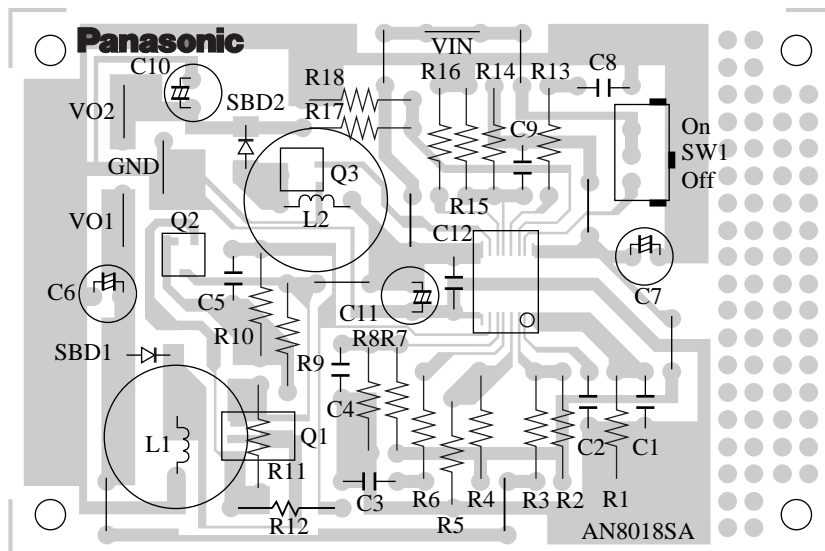 Panasonic
VIN
C10
R18
R16
R14
R13
C8
VO2
SBD2
R17
C9
On
SW1
Off
GND
Q3
VO1
Q2
L2
R15
C12
C6
C5
C11
C7
R10
SBD1
R9
R8
R7
C4
L1
Q1
R11
C2
C1
C3
R6
R4
R3
R2
R1
R12
R5
AN8018SA